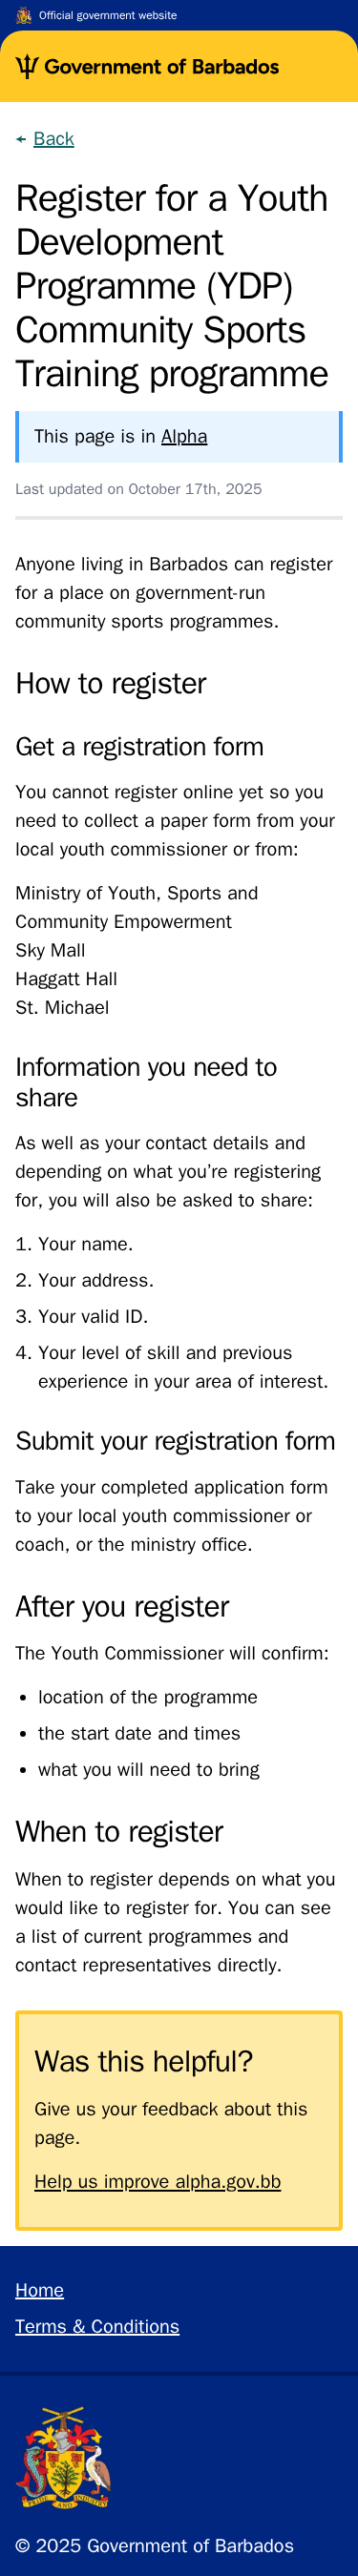 Official government website
Government of Barbados
Back
Register for a Youth
Development
Programme (YDP)
Community Sports
Training programme
This page is in Alpha
Last updated on October 17th, 2025
Anyone living in Barbados can register
for a place on government-run
community sports programmes.
How to register
Get a registration form
You cannot register online yet so you
need to collect a paper form from your
local youth commissioner or from:
Ministry of Youth, Sports and
Community Empowerment
Sky Mall
Haggatt Hall
St. Michael
Information you need to
share
As well as your contact details and
depending on what you’re registering
for, you will also be asked to share:
1. Your name.
2. Your address.
3. Your valid ID.
4. Your level of skill and previous
experience in your area of interest.
Submit your registration form
Take your completed application form
to your local youth commissioner or
coach, or the ministry office.
After you register
The Youth Commissioner will confirm:
• location of the programme
• the start date and times
• what you will need to bring
When to register
When to register depends on what you
would like to register for. You can see
a list of current programmes and
contact representatives directly.
Was this helpful?
Give us your feedback about this
page.
Help us improve alpha.gov.bb
Home
Terms & Conditions
PRIDE AND INDUSTRY
© 2025 Government of Barbados